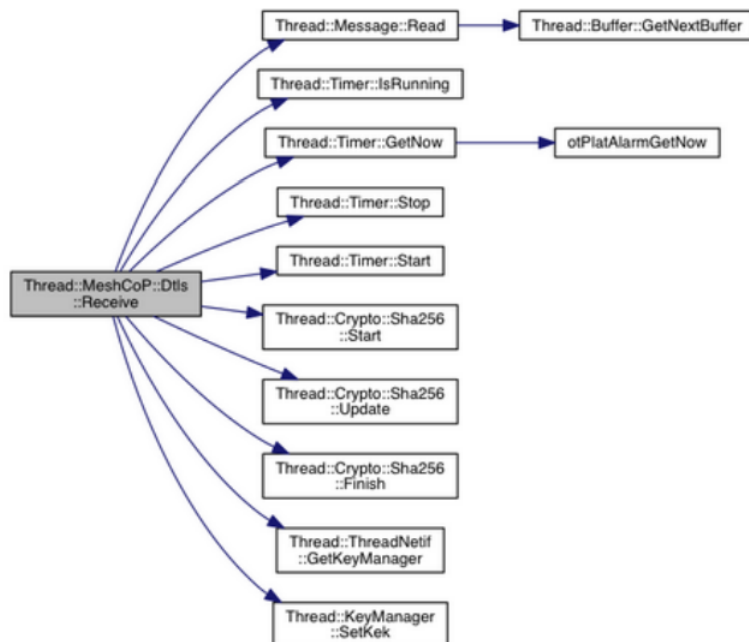 Thread::Message::Read
Thread::Buffer::GetNextBuffer
Thread::Timer::IsRunning
Thread::Timer::GetNow
otPlatAlarmGetNow
Thread::Timer::Stop
Thread::Timer::Start
Thread::MeshCoP::Dtls
::Receive
Thread::Crypto::Sha256
::Start
Thread::Crypto::Sha256
::Update
Thread::Crypto::Sha256
::Finish
Thread::ThreadNetif
::GetKeyManager
Thread::KeyManager
::SetKek